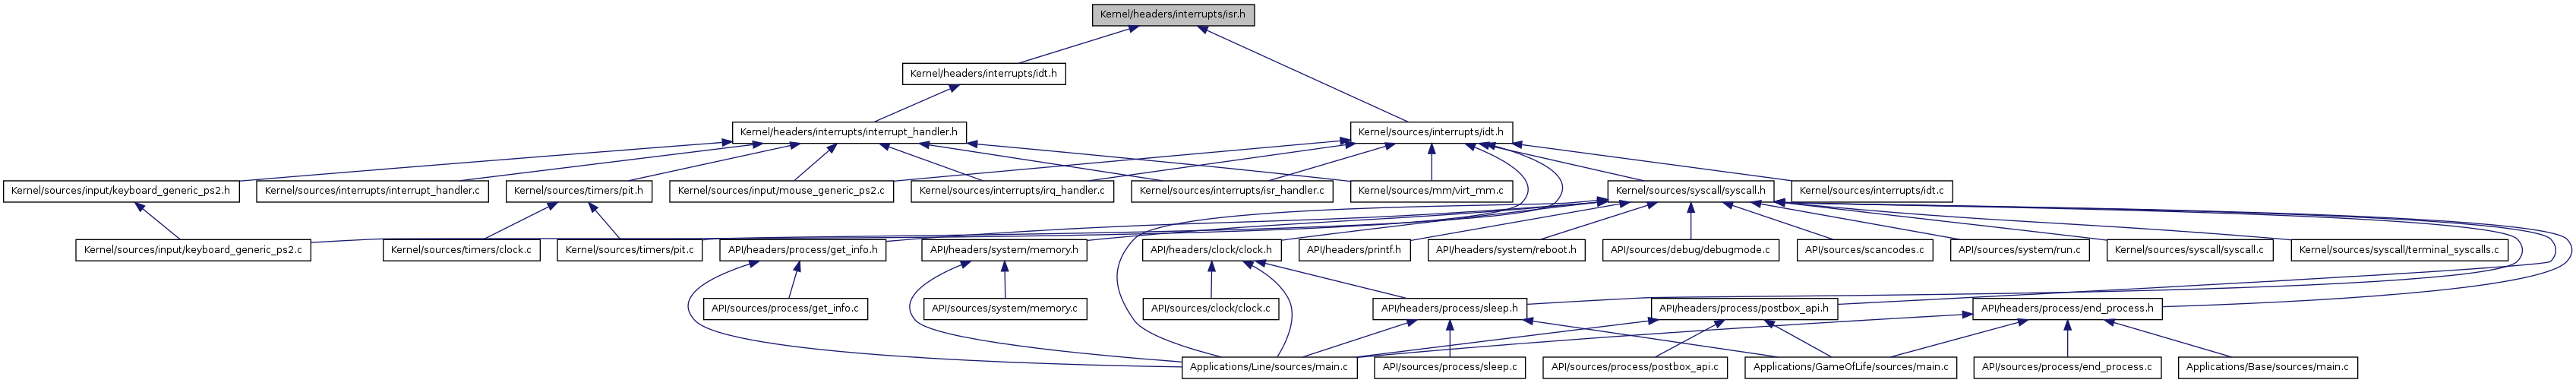 Kernel/headers/interrupts/isr.h
Kernel/headers/interrupts/idt.h
Kernel/headers/interrupts/interrupt_handler.h
Kernel/sources/interrupts/idt.h
Kernel/sources/input/keyboard_generic_ps2.h
Kernel/sources/interrupts/interrupt_handler.c
Kernel/sources/timers/pit.h
Kernel/sources/input/mouse_generic_ps2.c
Kernel/sources/interrupts/irq_handler.c
Kernel/sources/interrupts/isr_handler.c
Kernel/sources/mm/virt_mm.c
Kernel/sources/syscall/syscall.h
Kernel/sources/interrupts/idt.c
Kernel/sources/input/keyboard_generic_ps2.c
Kernel/sources/timers/clock.c
Kernel/sources/timers/pit.c
API/headers/process/get_info.h
API/headers/system/memory.h
API/headers/clock/clock.h
API/headers/printf.h
API/headers/system/reboot.h
API/sources/debug/debugmode.c
API/sources/scancodes.c
API/sources/system/run.c
Kernel/sources/syscall/syscall.c
Kernel/sources/syscall/terminal_syscalls.c
API/sources/process/get_info.c
API/sources/system/memory.c
API/sources/clock/clock.c
API/headers/process/sleep.h
API/headers/process/postbox_api.h
API/headers/process/end_process.h
Applications/Line/sources/main.c
API/sources/process/sleep.c
API/sources/process/postbox_api.c
Applications/GameOfLife/sources/main.c
API/sources/process/end_process.c
Applications/Base/sources/main.c